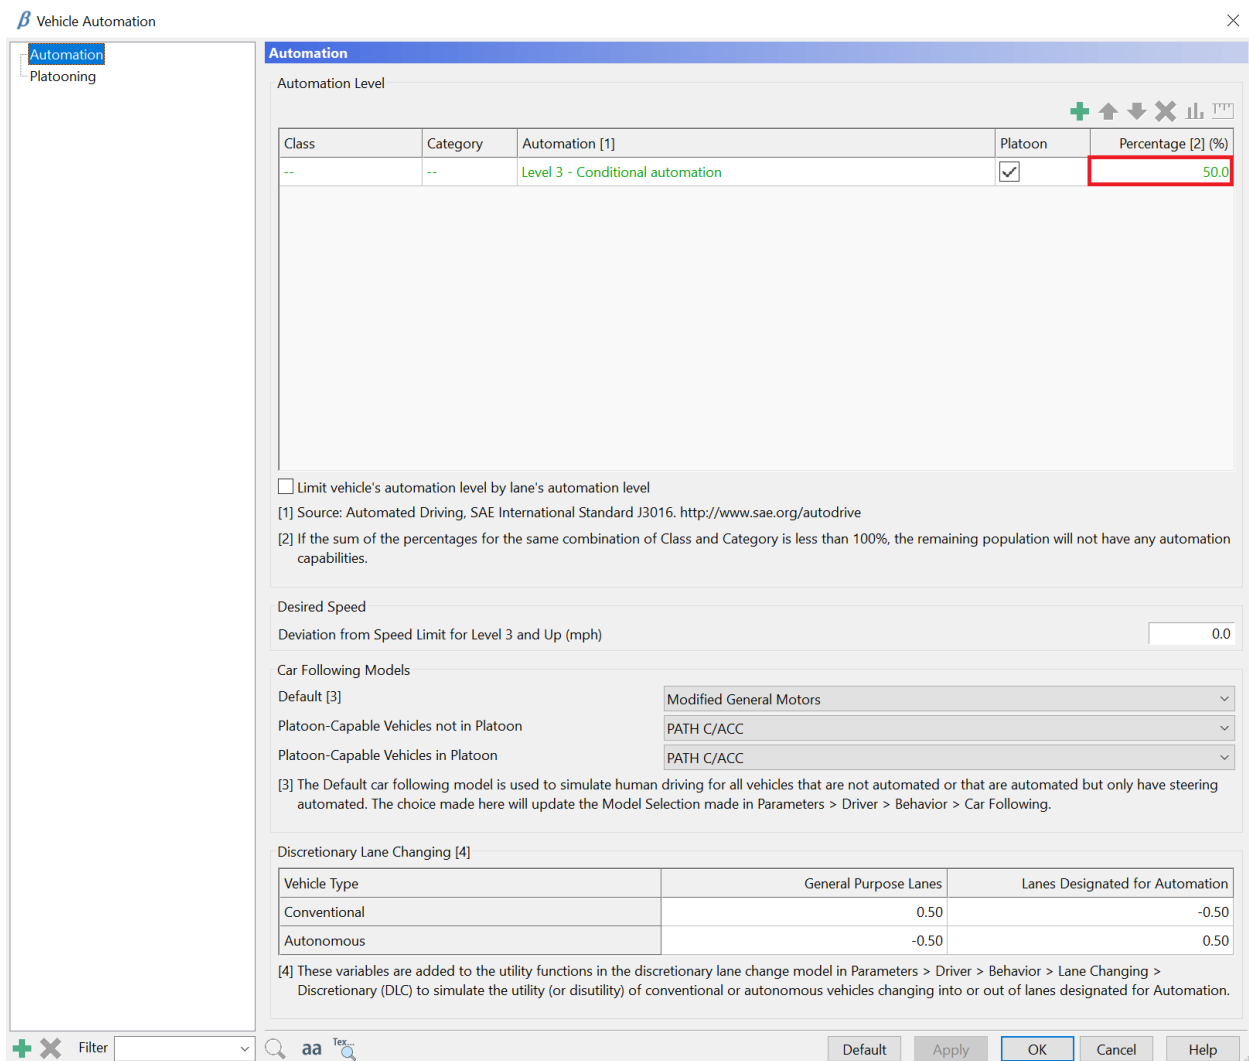 β Vehicle Automation
Automation
Platooning
Automation
Automation Level
Class Category Automation [1] Platoon Percentage [2] (%)
-- -- Level 3 - Conditional automation 50.0
Limit vehicle's automation level by lane's automation level
[1] Source: Automated Driving, SAE International Standard J3016. http://www.sae.org/autodrive
[2] If the sum of the percentages for the same combination of Class and Category is less than 100%, the remaining population will not have any automation
capabilities.
Desired Speed
Deviation from Speed Limit for Level 3 and Up (mph) 0.0
Car Following Models
Default [3] Modified General Motors
Platoon-Capable Vehicles not in Platoon PATH C/ACC
Platoon-Capable Vehicles in Platoon PATH C/ACC
[3] The Default car following model is used to simulate human driving for all vehicles that are not automated or that are automated but only have steering
automated. The choice made here will update the Model Selection made in Parameters > Driver > Behavior > Car Following.
Discretionary Lane Changing [4]
Vehicle Type General Purpose Lanes Lanes Designated for Automation
Conventional 0.50 -0.50
Autonomous -0.50 0.50
[4] These variables are added to the utility functions in the discretionary lane change model in Parameters > Driver > Behavior > Lane Changing >
Discretionary (DLC) to simulate the utility (or disutility) of conventional or autonomous vehicles changing into or out of lanes designated for Automation.
Filter aa Tex... Default Apply OK Cancel Help